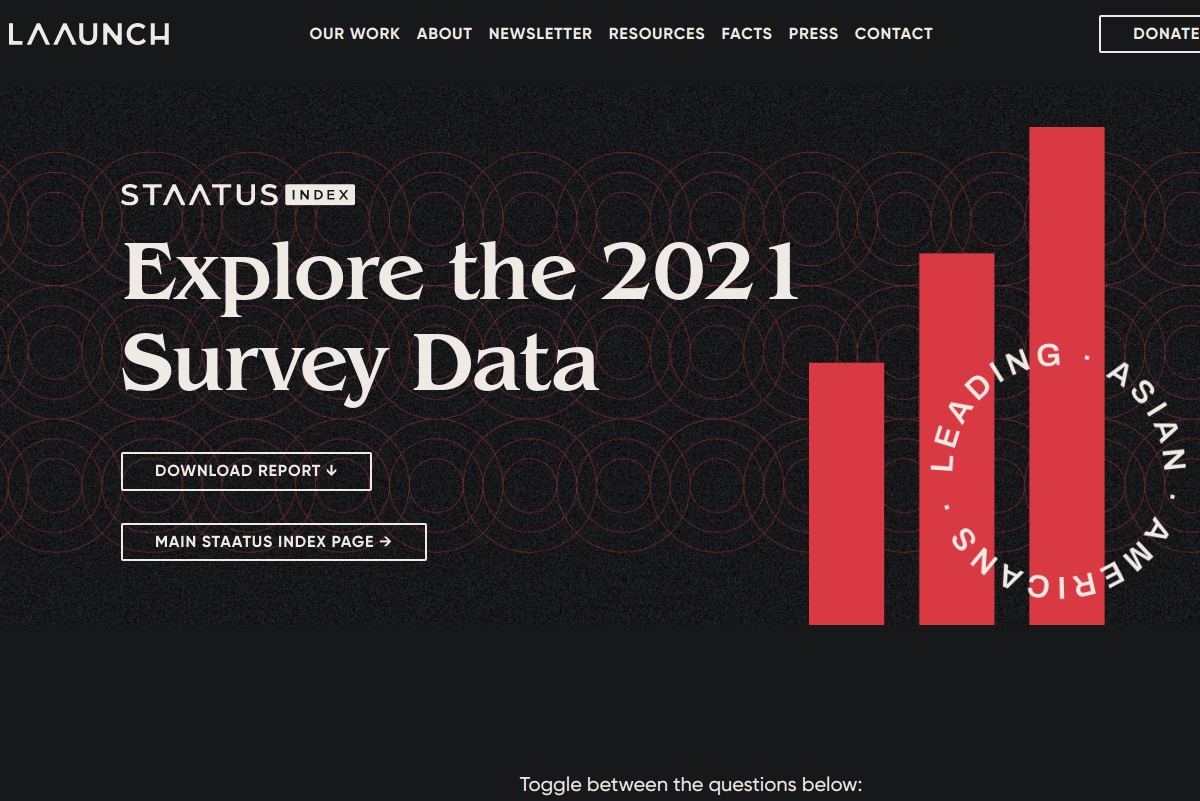 LAAUNCH
OUR WORK ABOUT NEWSLETTER RESOURCES FACTS PRESS CONTACT
DONATE
STAATUS INDEX
Explore the 2021
Survey Data
DOWNLOAD REPORT ↓
MAIN STAATUS INDEX PAGE →
LEADING · ASIAN · AMERICANS ·
Toggle between the questions below: